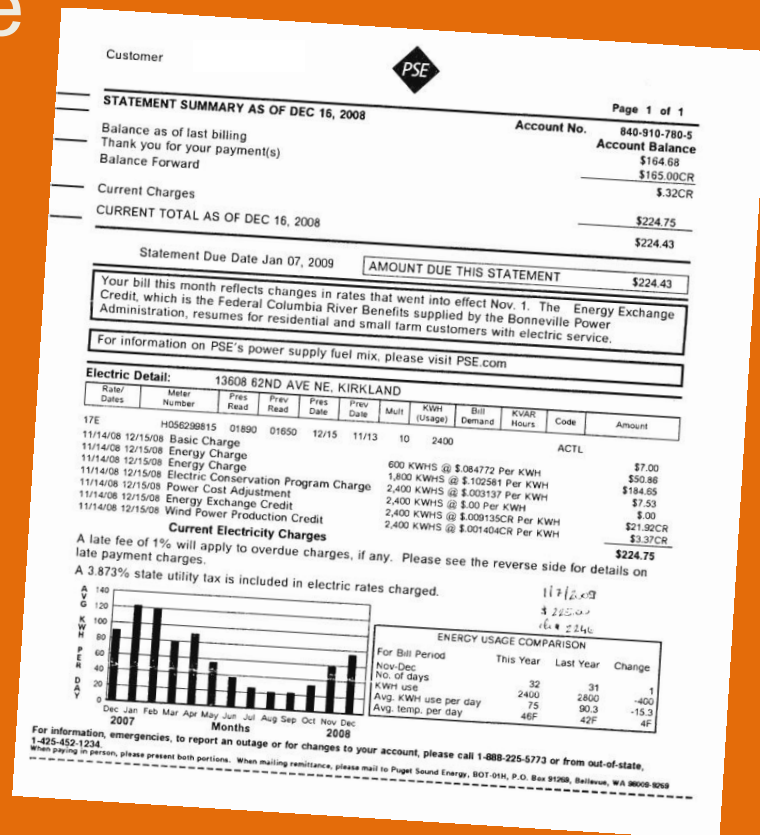 e
Customer
PSE
Page 1 of 1
STATEMENT SUMMARY AS OF DEC 16, 2008
Account No. 840-910-780-5
Account Balance
Balance as of last billing $164.68
Thank you for your payment(s) $165.00CR
Balance Forward $.32CR
Current Charges $224.75
CURRENT TOTAL AS OF DEC 16, 2008 $224.43
Statement Due Date Jan 07, 2009 AMOUNT DUE THIS STATEMENT $224.43
Your bill this month reflects changes in rates that went into effect Nov. 1. The Energy Exchange
Credit, which is the Federal Columbia River Benefits supplied by the Bonneville Power
Administration, resumes for residential and small farm customers with electric service.
For information on PSE's power supply fuel mix, please visit PSE.com
Electric Detail: 13608 62ND AVE NE, KIRKLAND
Rate/ Dates Meter Number Pres Read Prev Read Pres Date Prev Date Mult KWH (Usage) Bill Demand KVAR Hours Code Amount
17E H056299815 01890 01650 12/15 11/13 10 2400 ACTL
11/14/08 12/15/08 Basic Charge $7.00
11/14/08 12/15/08 Energy Charge 600 KWHS @ $.084772 Per KWH $50.86
11/14/08 12/15/08 Energy Charge 1,800 KWHS @ $.102581 Per KWH $184.65
11/14/08 12/15/08 Electric Conservation Program Charge 2,400 KWHS @ $.003137 Per KWH $7.53
11/14/08 12/15/08 Power Cost Adjustment 2,400 KWHS @ $.00 Per KWH $.00
11/14/08 12/15/08 Energy Exchange Credit 2,400 KWHS @ $.009135CR Per KWH $21.92CR
11/14/08 12/15/08 Wind Power Production Credit 2,400 KWHS @ $.001404CR Per KWH $3.37CR
Current Electricity Charges $224.75
A late fee of 1% will apply to overdue charges, if any. Please see the reverse side for details on
late payment charges.
A 3.873% state utility tax is included in electric rates charged.
AVG KWH PER DAY
140
120
100
80
60
40
20
0
Dec Jan Feb Mar Apr May Jun Jul Aug Sep Oct Nov Dec
2007 Months 2008
ENERGY USAGE COMPARISON
For Bill Period This Year Last Year Change
Nov-Dec
No. of days 32 31 1
KWH use 2400 2800 -400
Avg. KWH use per day 75 90.3 -15.3
Avg. temp. per day 46F 42F 4F
For information, emergencies, to report an outage or for changes to your account, please call 1-888-225-5773 or from out-of-state,
1-425-452-1234.
When paying in person, please present both portions. When mailing remittance, please mail to Puget Sound Energy, BOT-01H, P.O. Box 91269, Bellevue, WA 98009-9269